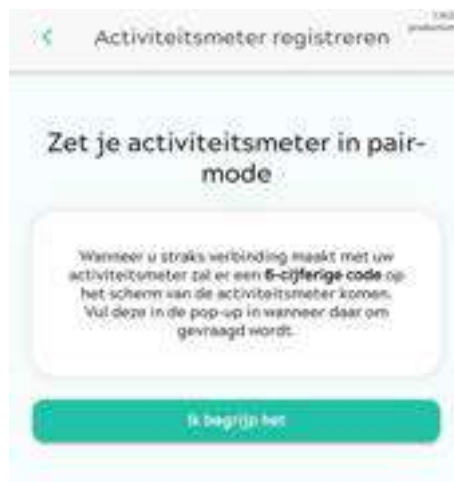 Activiteitsmeter registreren
Zet je activiteitsmeter in pair-
mode
Wanneer u straks verbinding maakt met uw
activiteitsmeter zal er een 6-cijferige code op
het scherm van de activiteitsmeter komen.
Vul deze in de pop-up in wanneer daar om
gevraagd wordt.
Ik begrijp het